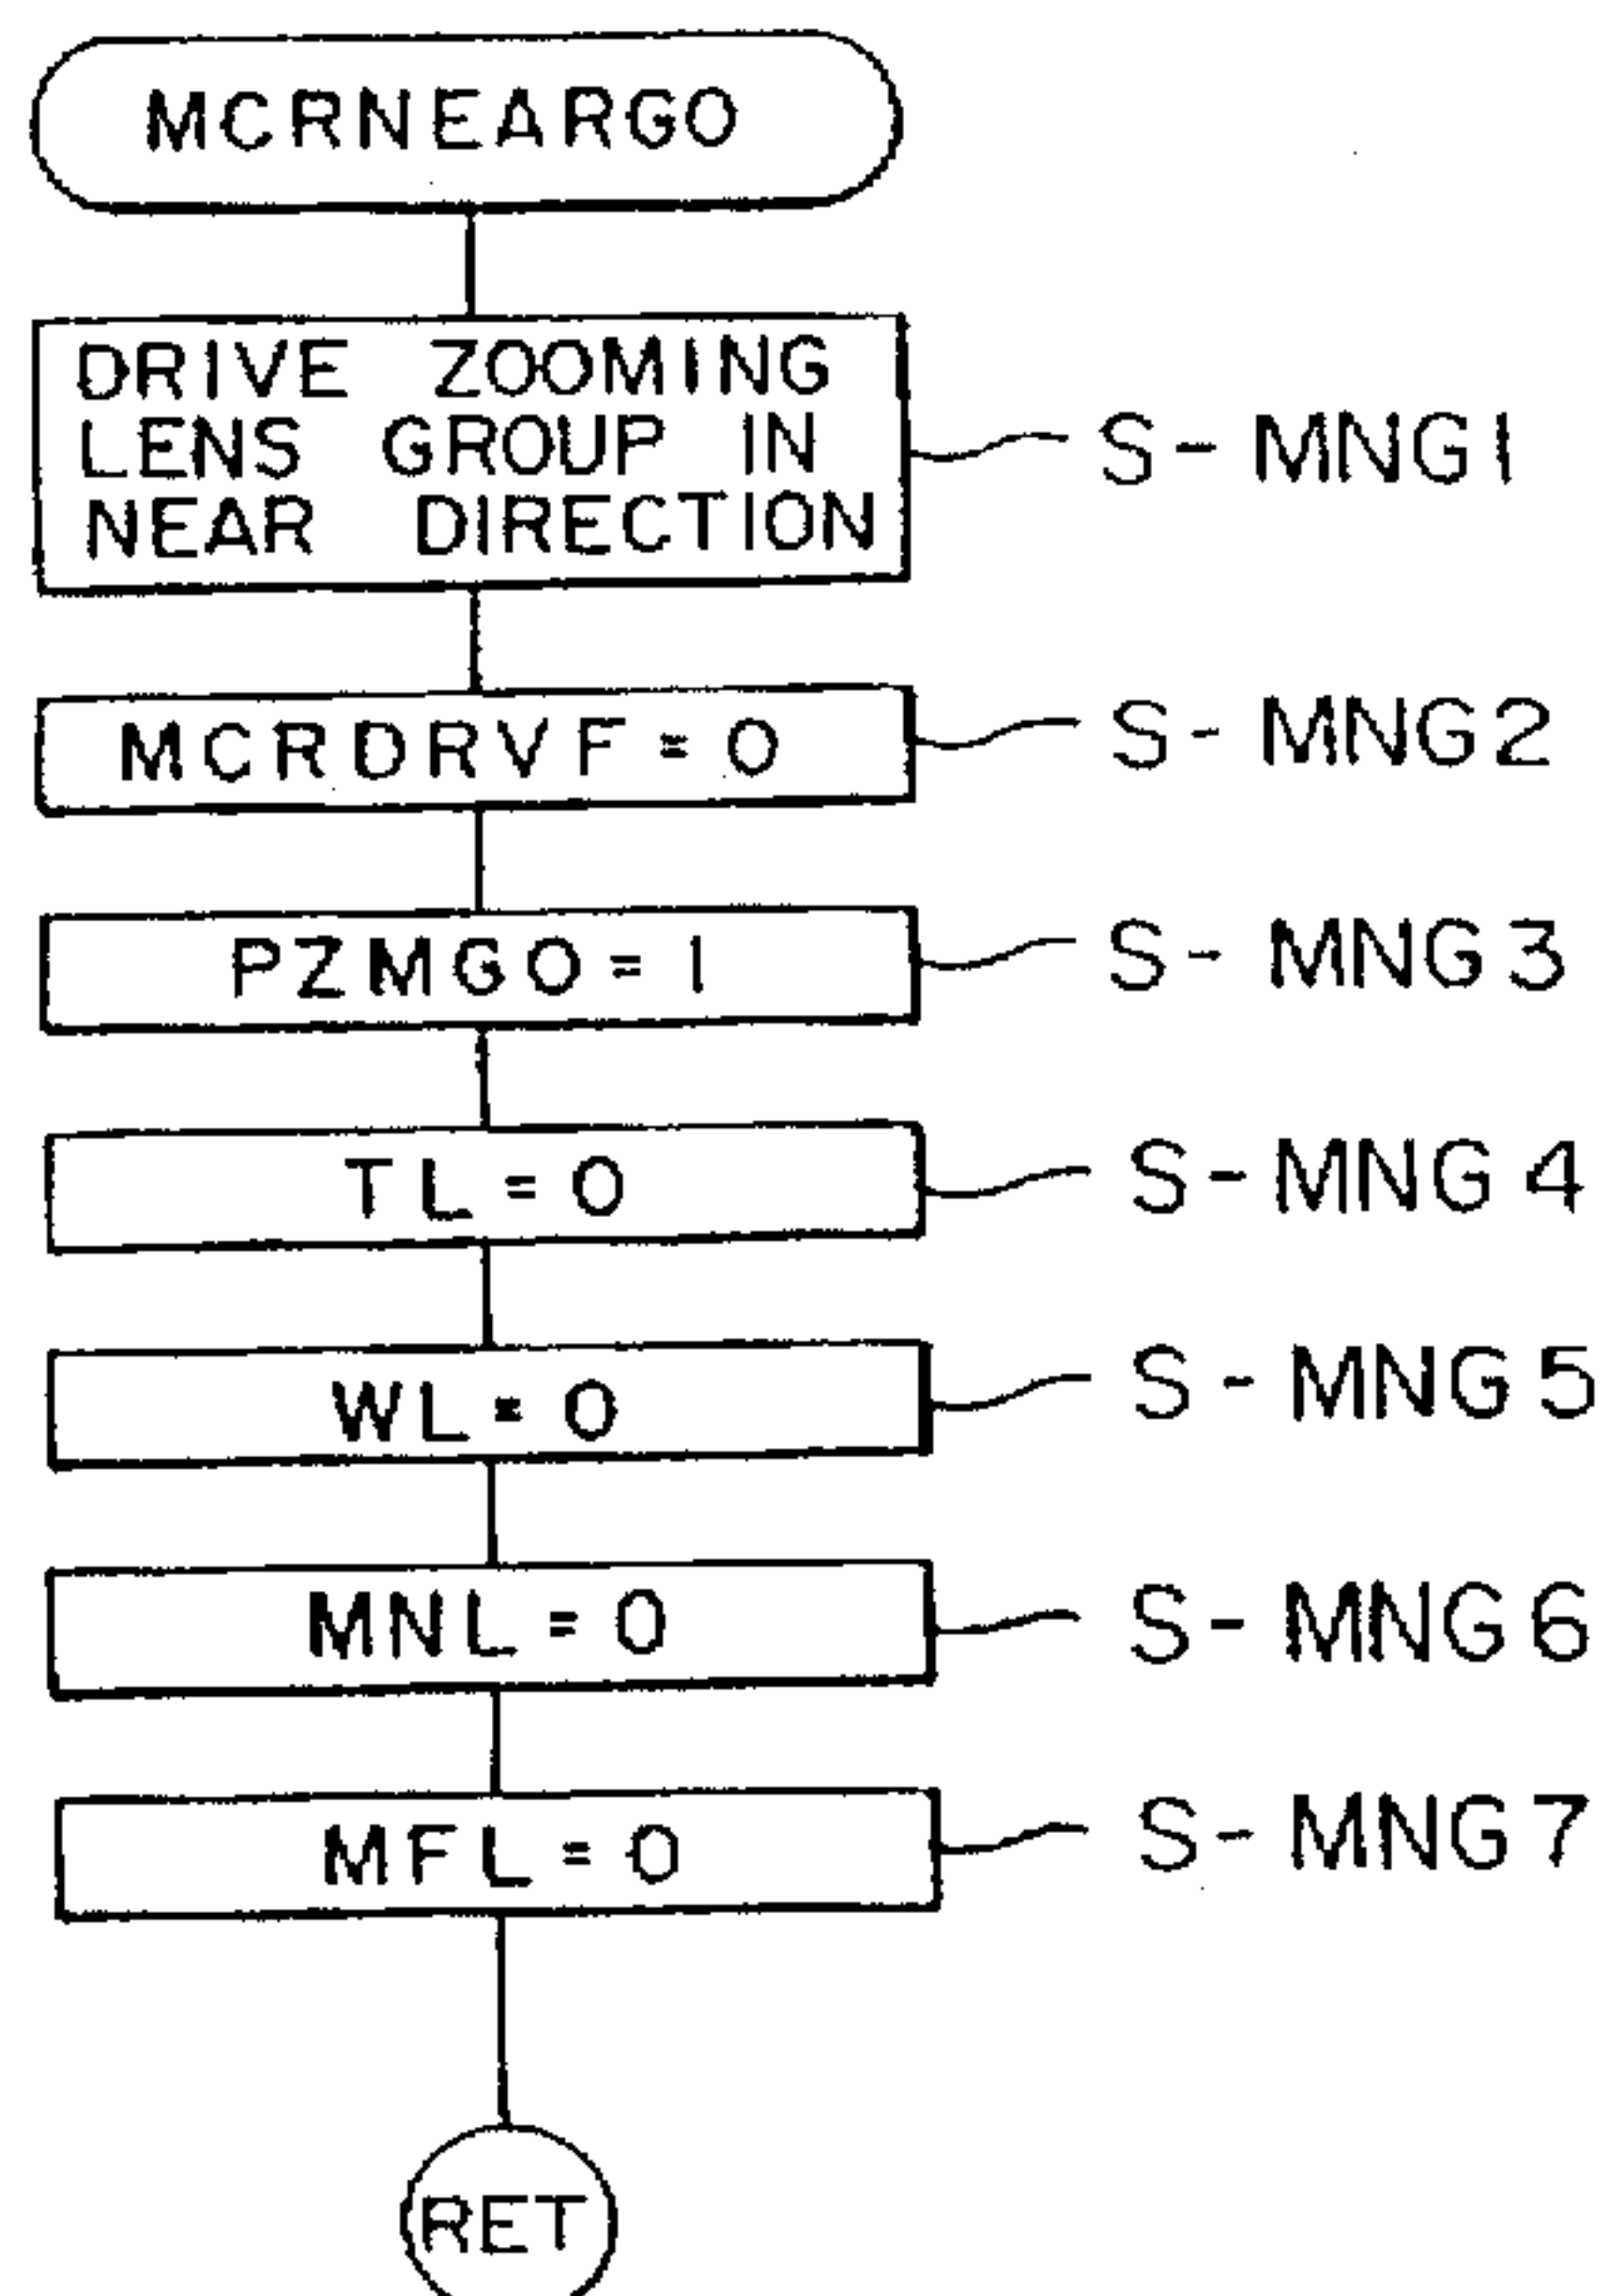 MCRNEARGO
DRIVE ZOOMING
LENS GROUP IN
NEAR DIRECTION
S-MNG1
MCRDRVF=0
S-MNG2
PZMGO=1
S-MNG3
TL=0
S-MNG4
WL=0
S-MNG5
MNL=0
S-MNG6
MFL=0
S-MNG7
RET